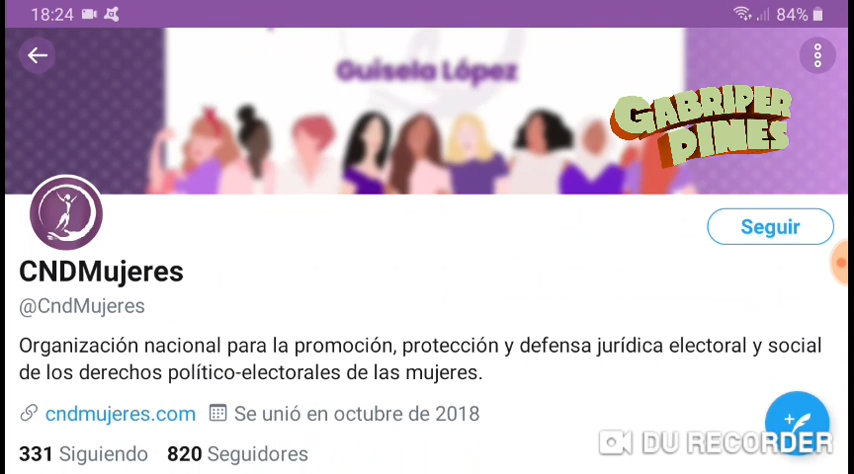 18:24
84%
Guisela López
GABRIPER
PINES
Seguir
CNDMujeres
@CndMujeres
Organización nacional para la promoción, protección y defensa jurídica electoral y social
de los derechos político-electorales de las mujeres.
cndmujeres.com Se unió en octubre de 2018
331 Siguiendo 820 Seguidores
DU RECORDER